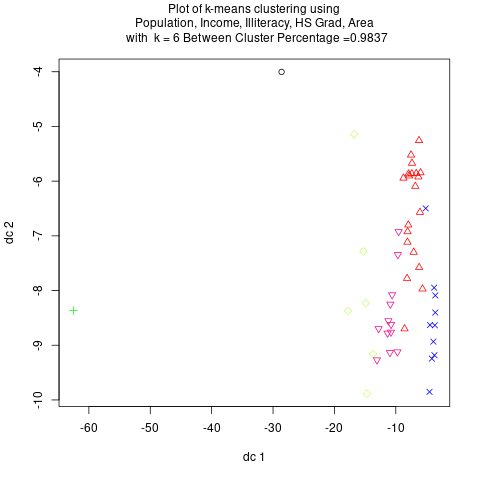 Plot of k-means clustering using
Population, Income, Illiteracy, HS Grad, Area
with k = 6 Between Cluster Percentage =0.9837
-4
-5
-6
-7
-8
-9
-10
dc 2
-60
-50
-40
-30
-20
-10
dc 1